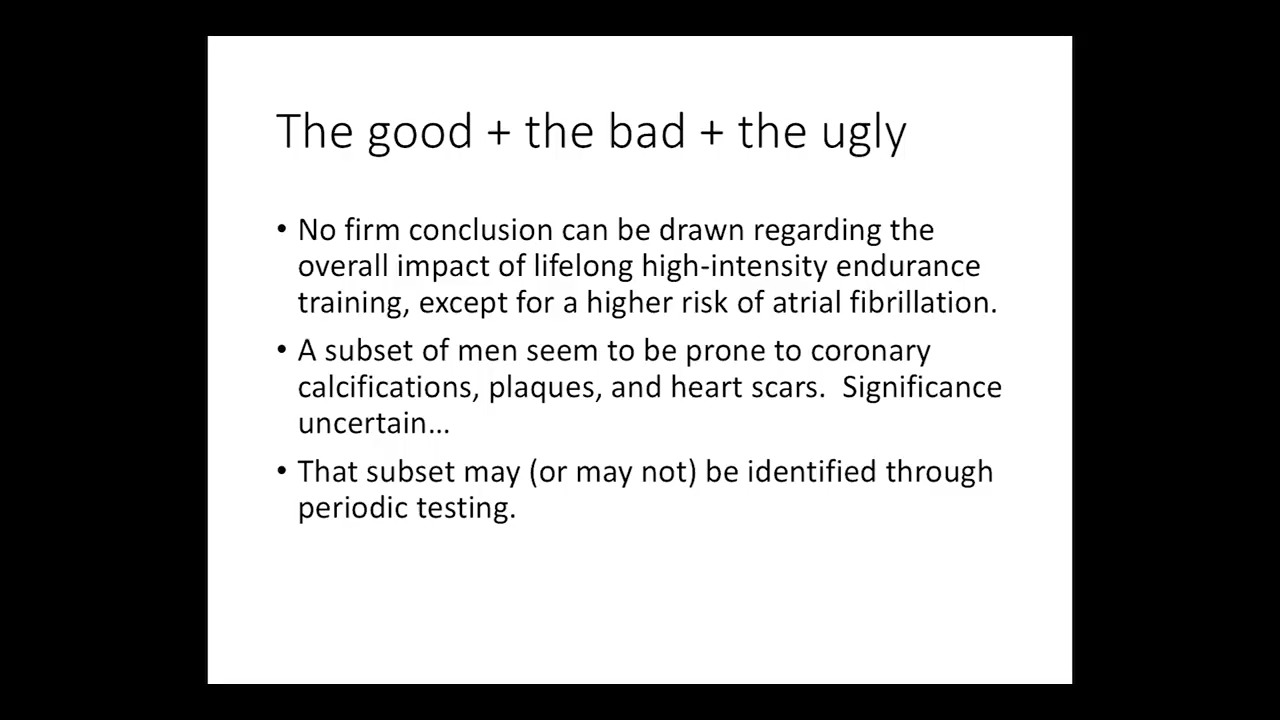 The good + the bad + the ugly
• No firm conclusion can be drawn regarding the
overall impact of lifelong high-intensity endurance
training, except for a higher risk of atrial fibrillation.
• A subset of men seem to be prone to coronary
calcifications, plaques, and heart scars.  Significance
uncertain…
• That subset may (or may not) be identified through
periodic testing.